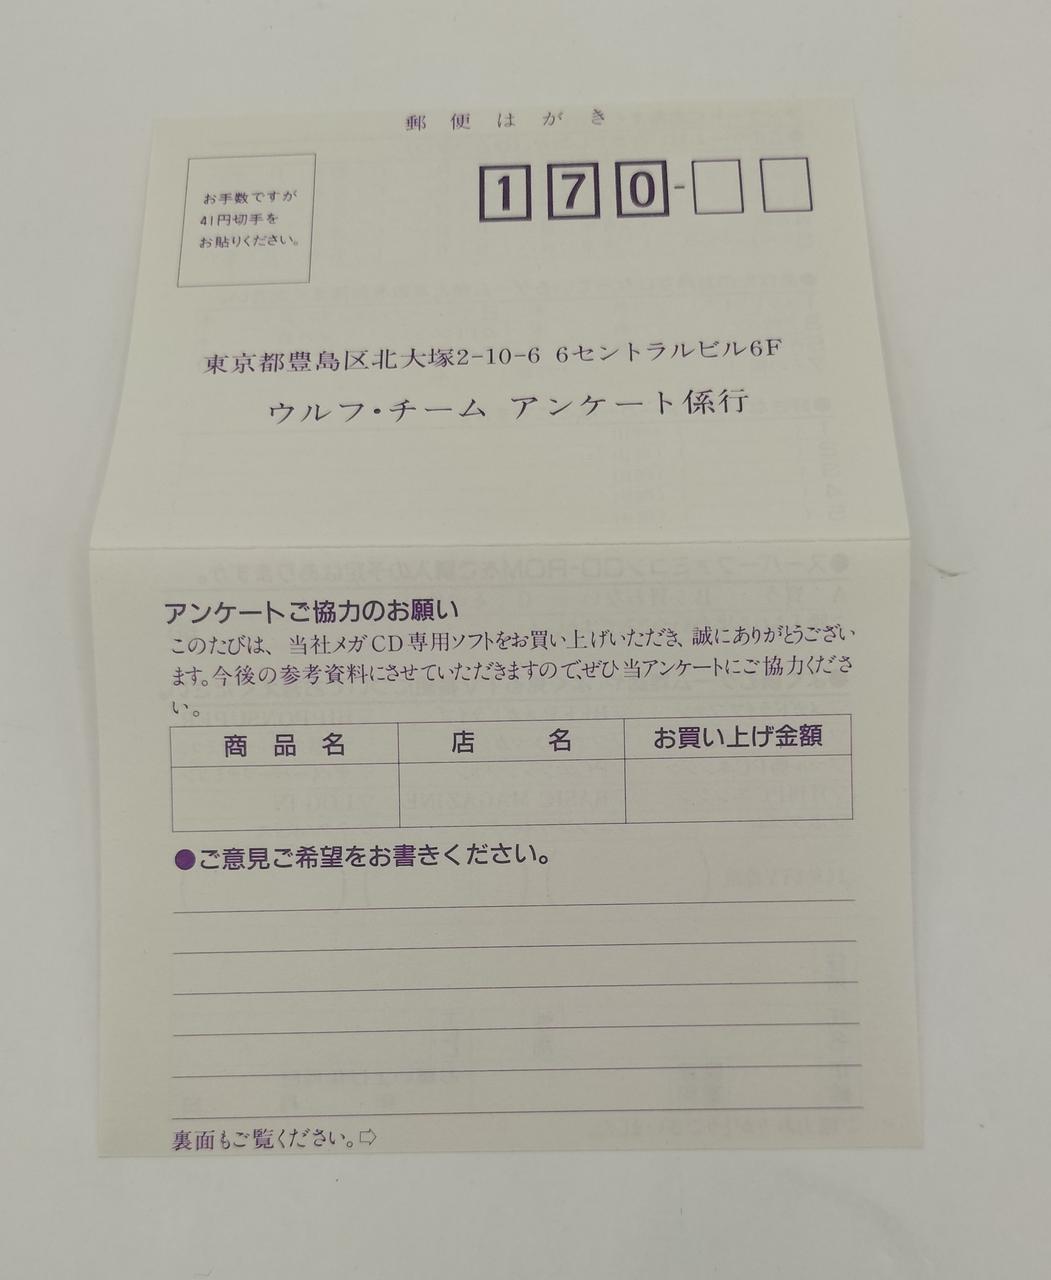 郵便はがき
お手数ですが
41円切手を
お貼りください。
170-
東京都豊島区北大塚2-10-6 6セントラルビル6F
ウルフ・チーム アンケート係行
アンケートご協力のお願い
このたびは、当社メガCD専用ソフトをお買い上げいただき、誠にありがとうござい
ます。今後の参考資料にさせていただきますので、ぜひ当アンケートにご協力くださ
い。
商品名 店名 お買い上げ金額
●ご意見ご希望をお書きください。
裏面もご覧ください。⇨